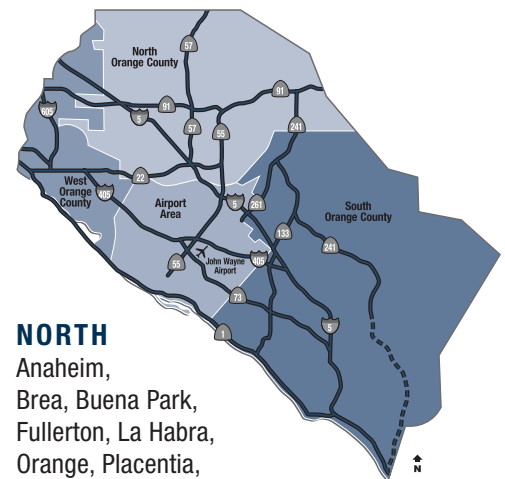 57
North
Orange County
91
91
605
5
57
55
241
22
West
Orange
County
405
Airport
Area
5
261
South
Orange County
133
241
John Wayne
Airport
405
55
73
5
1
NORTH
Anaheim,
Brea, Buena Park,
Fullerton, La Habra,
Orange, Placentia,
N